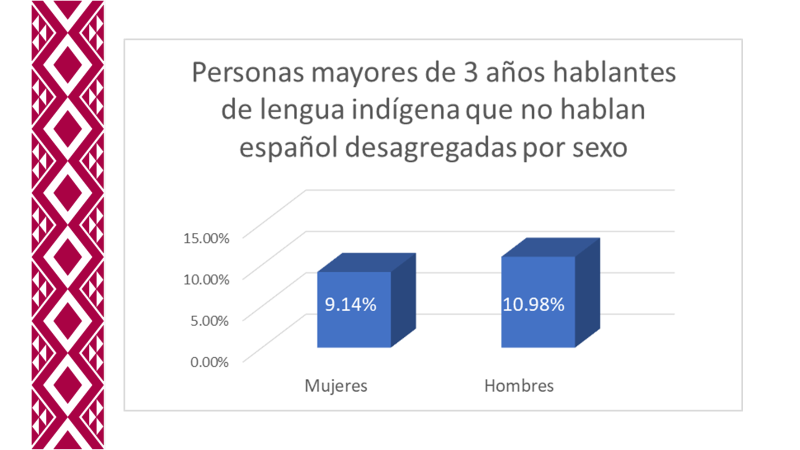 Personas mayores de 3 años hablantes
de lengua indígena que no hablan
español desagregadas por sexo
15.00%
10.00%
5.00%
0.00%
9.14%
10.98%
Mujeres
Hombres